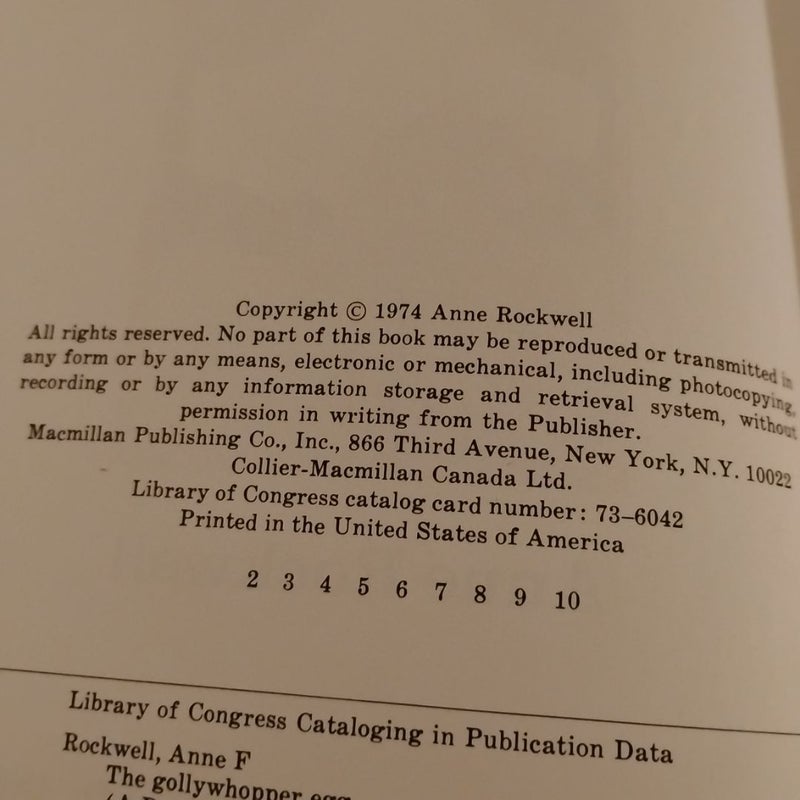 Copyright © 1974 Anne Rockwell
All rights reserved. No part of this book may be reproduced or transmitted in
any form or by any means, electronic or mechanical, including photocopying,
recording or by any information storage and retrieval system, without
permission in writing from the Publisher.
Macmillan Publishing Co., Inc., 866 Third Avenue, New York, N.Y. 10022
Collier-Macmillan Canada Ltd.
Library of Congress catalog card number: 73–6042
Printed in the United States of America
2 3 4 5 6 7 8 9 10
Library of Congress Cataloging in Publication Data
Rockwell, Anne F
The gollywhopper egg